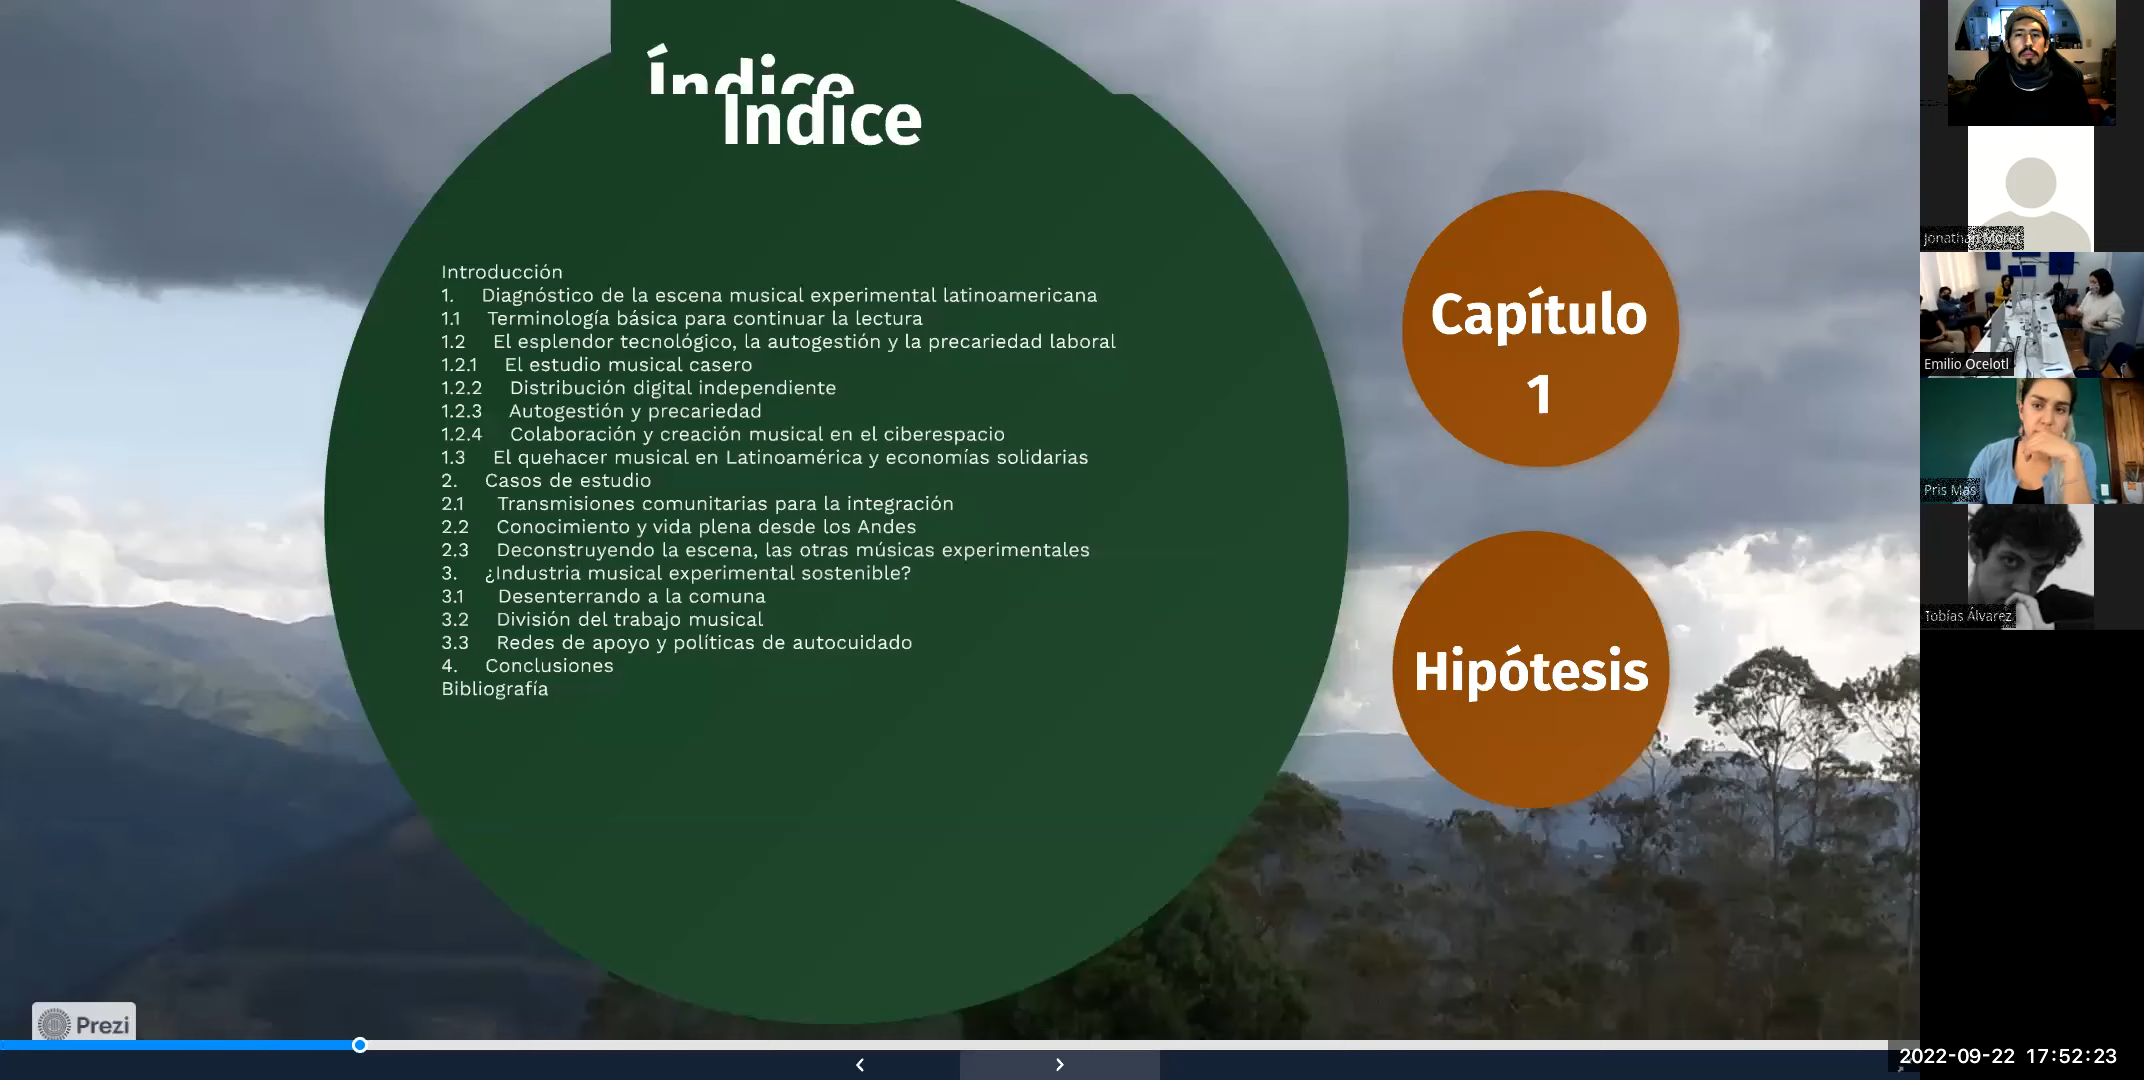 Índice
Indice
Introducción
1. Diagnóstico de la escena musical experimental latinoamericana
1.1 Terminología básica para continuar la lectura
1.2 El esplendor tecnológico, la autogestión y la precariedad laboral
1.2.1 El estudio musical casero
1.2.2 Distribución digital independiente
1.2.3 Autogestión y precariedad
1.2.4 Colaboración y creación musical en el ciberespacio
1.3 El quehacer musical en Latinoamérica y economías solidarias
2. Casos de estudio
2.1 Transmisiones comunitarias para la integración
2.2 Conocimiento y vida plena desde los Andes
2.3 Deconstruyendo la escena, las otras músicas experimentales
3. ¿Industria musical experimental sostenible?
3.1 Desenterrando a la comuna
3.2 División del trabajo musical
3.3 Redes de apoyo y políticas de autocuidado
4. Conclusiones
Bibliografía
Capítulo
1
Hipótesis
Prezi
Jonathan Moret
Emilio Ocelotl
Pris Mas
Tobías Álvarez
2022-09-22 17:52:23